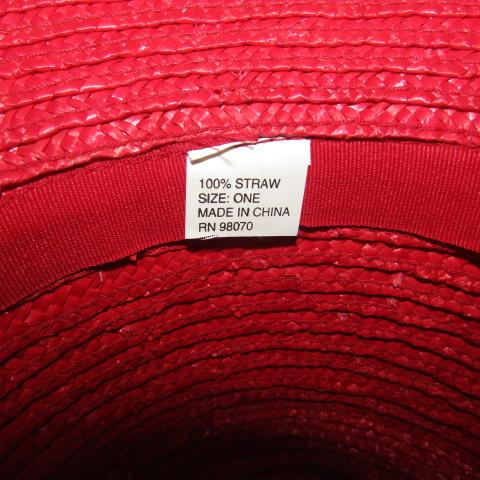 100% STRAW
SIZE: ONE
MADE IN CHINA
RN 98070